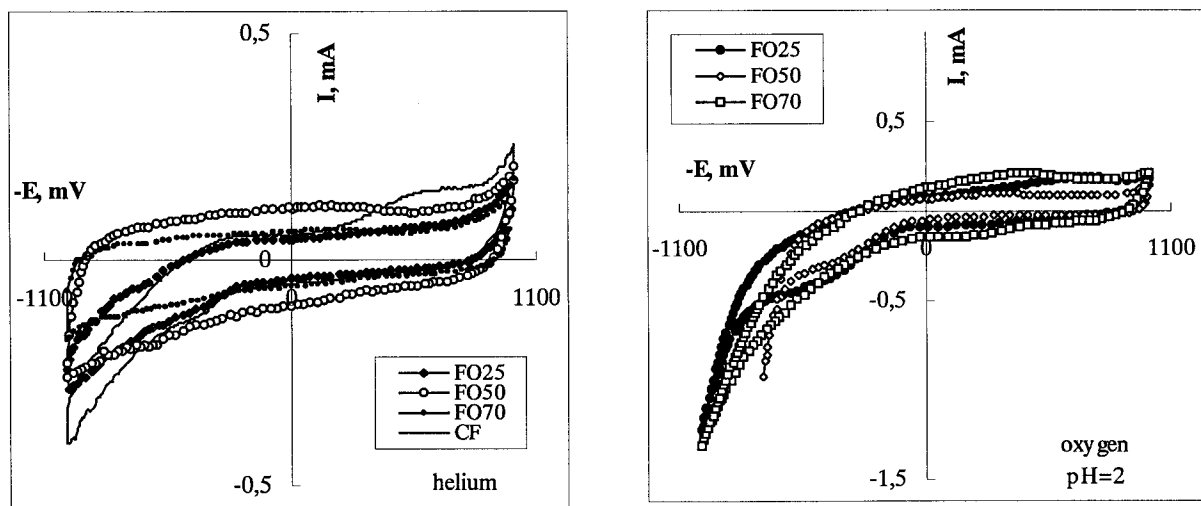 0,5
I, mA
-E, mV
0
-1100
0
1100
FO25
FO50
FO70
CF
-0,5
helium
FO25
FO50
FO70
I, mA
0,5
-E, mV
-1100
0
1100
-0,5
oxygen
pH=2
-1,5